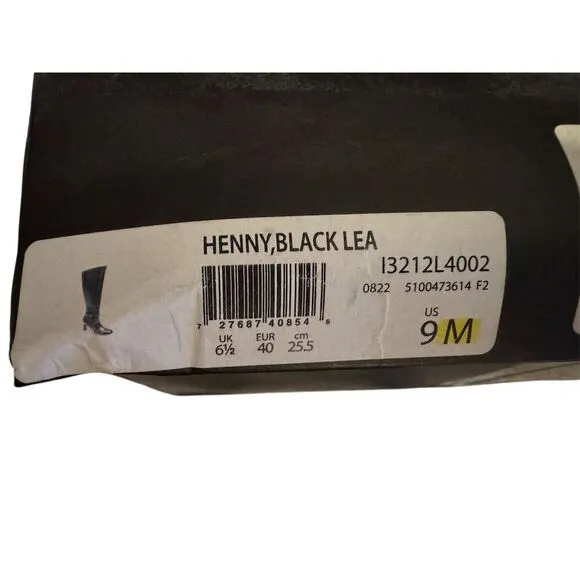 HENNY,BLACK LEA
I3212L4002
0822 5100473614 F2
7 27687 40854 6
UK EUR cm
6½ 40 25.5
US
9 M